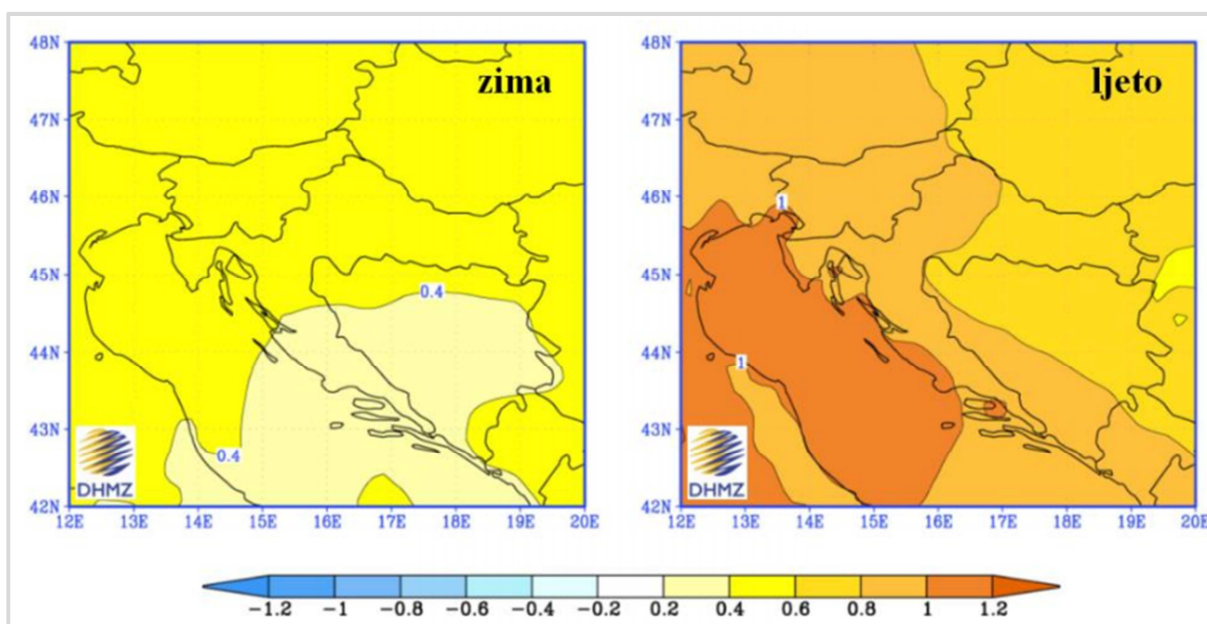 zima
48N
47N
46N
45N
44N
43N
42N
0.4
0.4
DHMZ
12E 13E 14E 15E 16E 17E 18E 19E 20E
ljeto
48N
47N
46N
45N
44N
43N
42N
1
1
DHMZ
12E 13E 14E 15E 16E 17E 18E 19E 20E
-1.2 -1 -0.8 -0.6 -0.4 -0.2 0.2 0.4 0.6 0.8 1 1.2